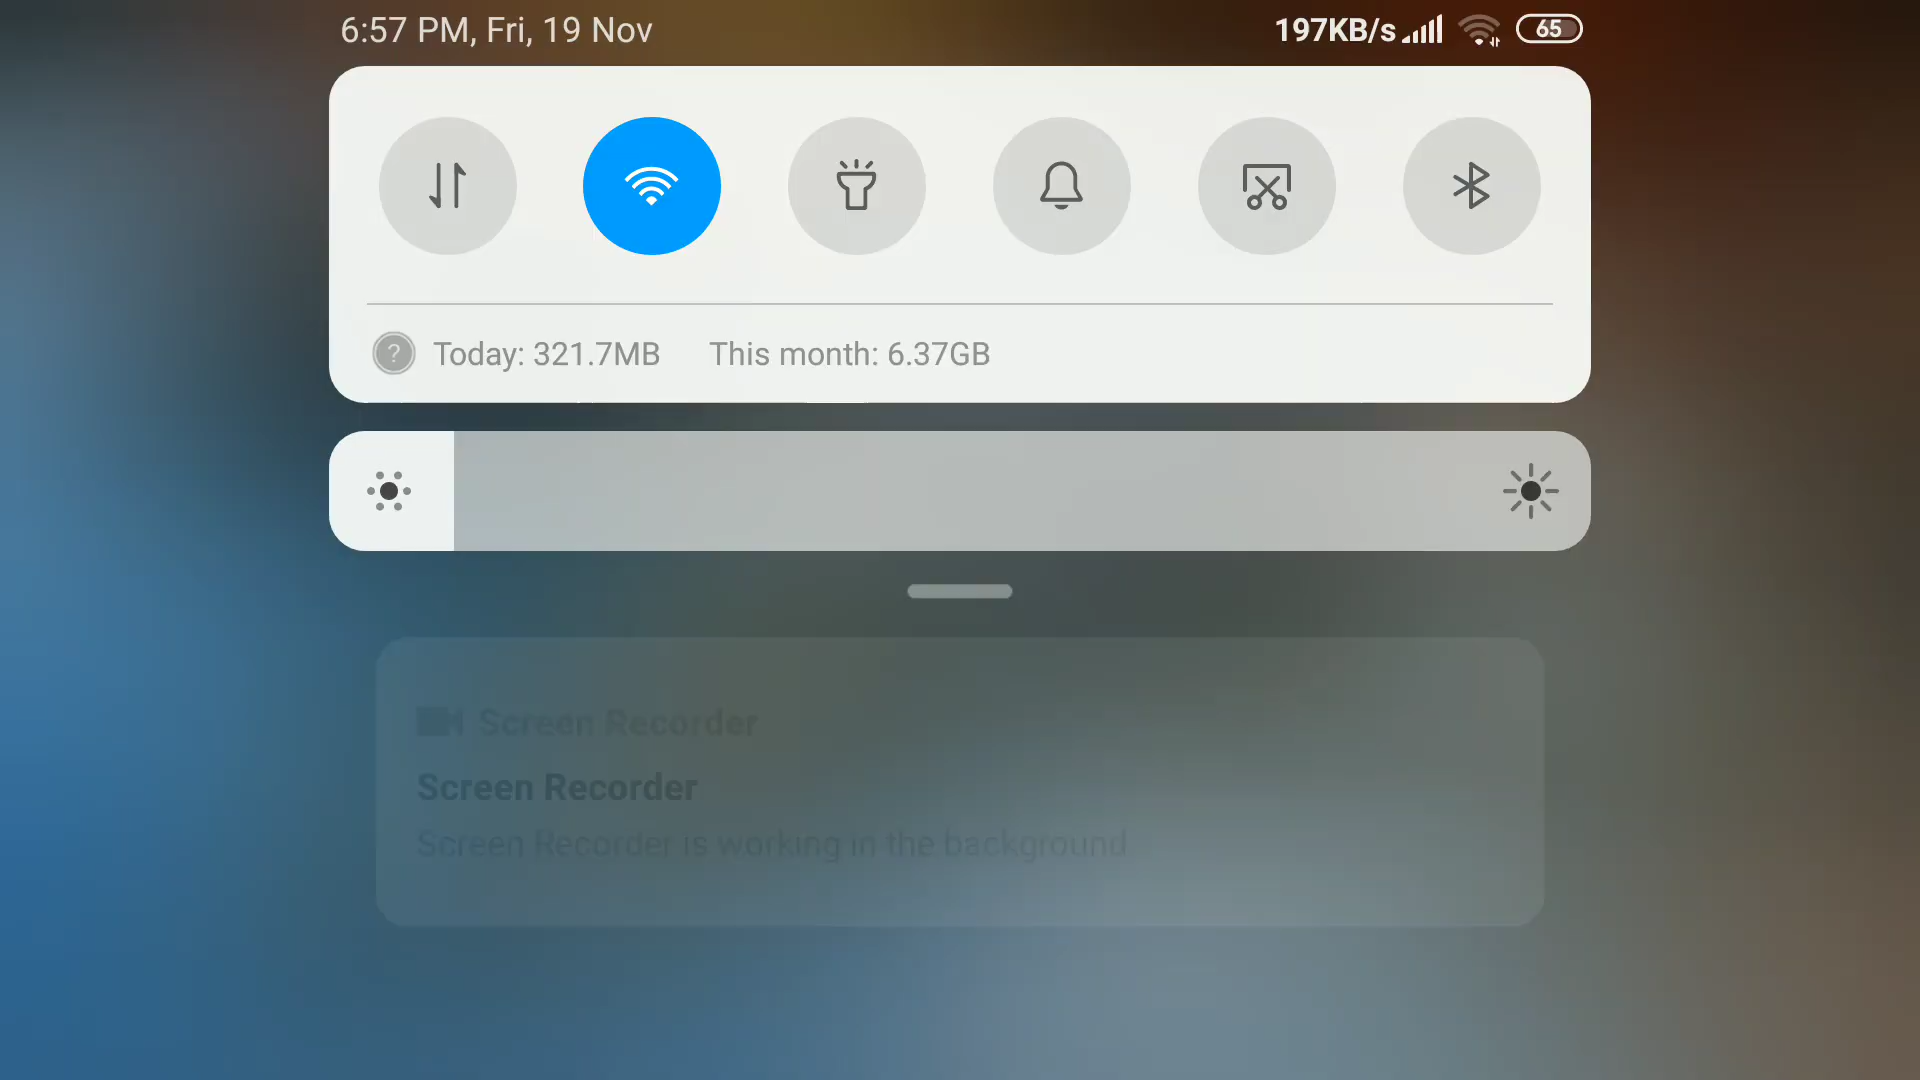 6:57 PM, Fri, 19 Nov
197KB/s 65
? Today: 321.7MB This month: 6.37GB
Screen Recorder
Screen Recorder
Screen Recorder is working in the background